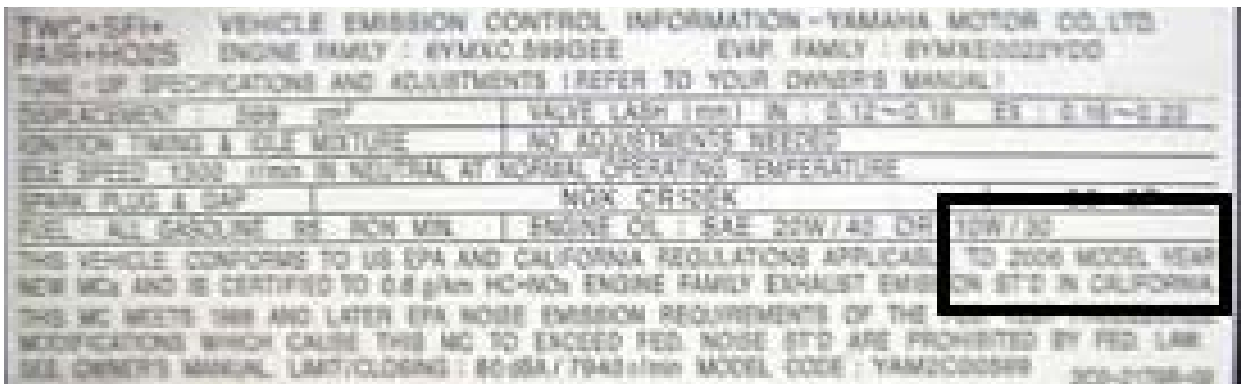 TWC+SFI+ VEHICLE EMISSION CONTROL INFORMATION - YAMAHA MOTOR CO., LTD.
PAIR+HO2S ENGINE FAMILY : 6YMXC.599GEE EVAP. FAMILY : 6YMXE0022YDD
TUNE-UP SPECIFICATIONS AND ADJUSTMENTS (REFER TO YOUR OWNER'S MANUAL)
DISPLACEMENT : 599 cm³ VALVE LASH (mm) IN : 0.12~0.19 EX : 0.16~0.23
IGNITION TIMING & IDLE MIXTURE NO ADJUSTMENTS NEEDED
IDLE SPEED 1300 r/min IN NEUTRAL AT NORMAL OPERATING TEMPERATURE
SPARK PLUG & GAP NGK CR10EK
FUEL : ALL GASOLINE RON MIN. ENGINE OIL : SAE 20W/40 OR 10W/30
THIS VEHICLE CONFORMS TO US EPA AND CALIFORNIA REGULATIONS APPLICABLE TO 2006 MODEL YEAR
NEW MCs AND IS CERTIFIED TO 0.8 g/km HC+NOx ENGINE FAMILY EXHAUST EMISSION ST'D IN CALIFORNIA.
THIS MC MEETS 1986 AND LATER EPA NOISE EMISSION REQUIREMENTS OF THE
MODIFICATIONS WHICH CAUSE THIS MC TO EXCEED FED. NOISE ST'D ARE PROHIBITED BY FED. LAW.
SEE OWNER'S MANUAL. LIMIT/CLOSING : 80dBA / 7943r/min MODEL CODE : YAM2C00599